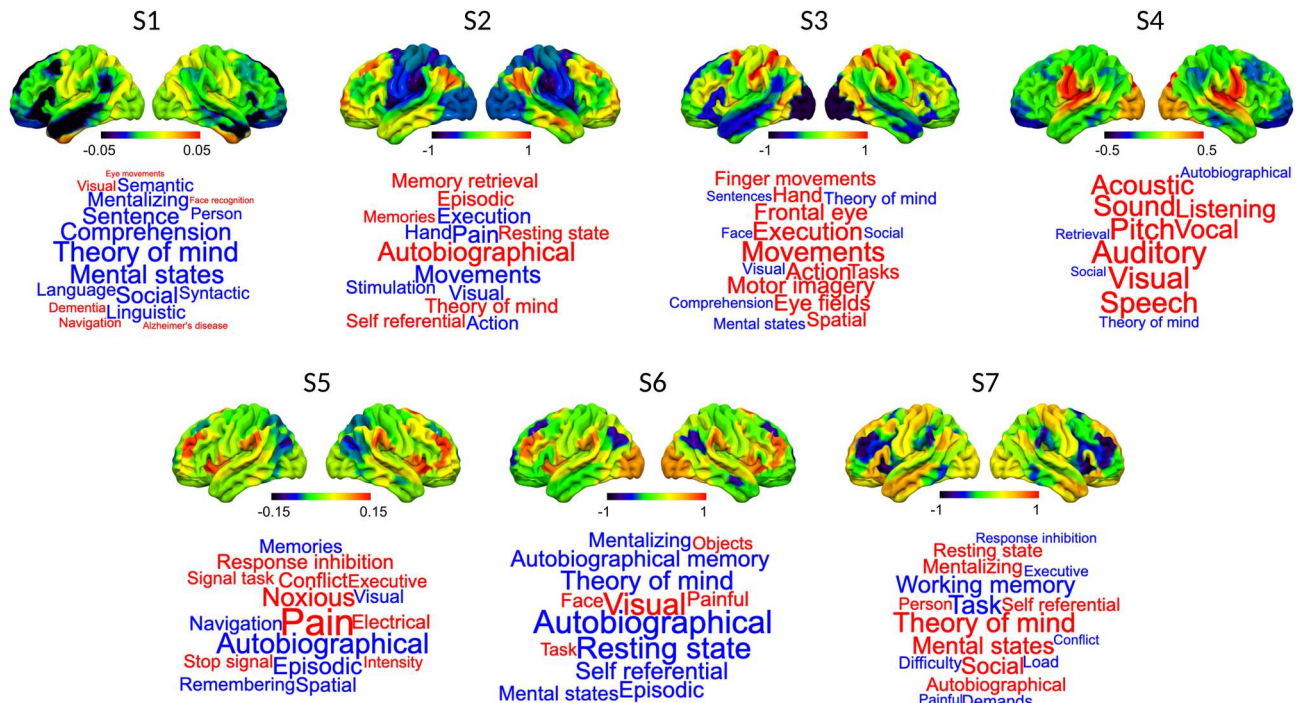 S1
S2
S3
S4
-0.05 0.05
-1 1
-1 1
-0.5 0.5
Eye movements
Visual Semantic
Mentalizing Face recognition
Sentence Person
Comprehension
Theory of mind
Mental states
Language Social Syntactic
Dementia Linguistic
Navigation Alzheimer's disease
Memory retrieval
Episodic
Memories Execution
Hand Pain Resting state
Autobiographical
Movements
Stimulation Visual
Theory of mind
Self referential Action
Finger movements
Sentences Hand Theory of mind
Frontal eye
Face Execution Social
Movements
Visual Action Tasks
Motor imagery
Comprehension Eye fields
Mental states Spatial
Autobiographical
Acoustic
Sound Listening
Retrieval Pitch Vocal
Auditory
Social Visual
Speech
Theory of mind
S5
S6
S7
-0.15 0.15
-1 1
-1 1
Memories
Response inhibition
Signal task Conflict Executive
Noxious Visual
Navigation Pain Electrical
Autobiographical
Stop signal Episodic Intensity
Remembering Spatial
Mentalizing Objects
Autobiographical memory
Theory of mind
Face Visual Painful
Autobiographical
Task Resting state
Self referential
Mental states Episodic
Response inhibition
Resting state
Mentalizing Executive
Working memory
Person Task Self referential
Theory of mind
Mental states Conflict
Difficulty Social Load
Autobiographical
Painful Demands